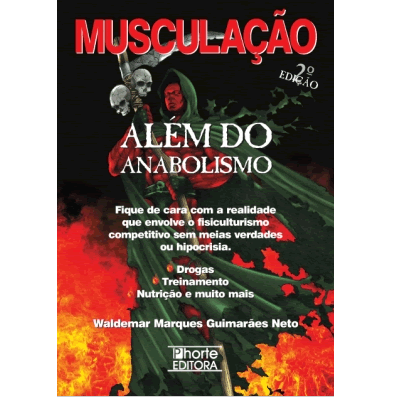 MUSCULAÇÃO
2º
EDIÇÃO
ALÉM DO
ANABOLISMO
Fique de cara com a realidade
que envolve o fisiculturismo
competitivo sem meias verdades
ou hipocrisia.
Drogas
Treinamento
Nutrição e muito mais
Waldemar Marques Guimarães Neto
Phorte
EDITORA